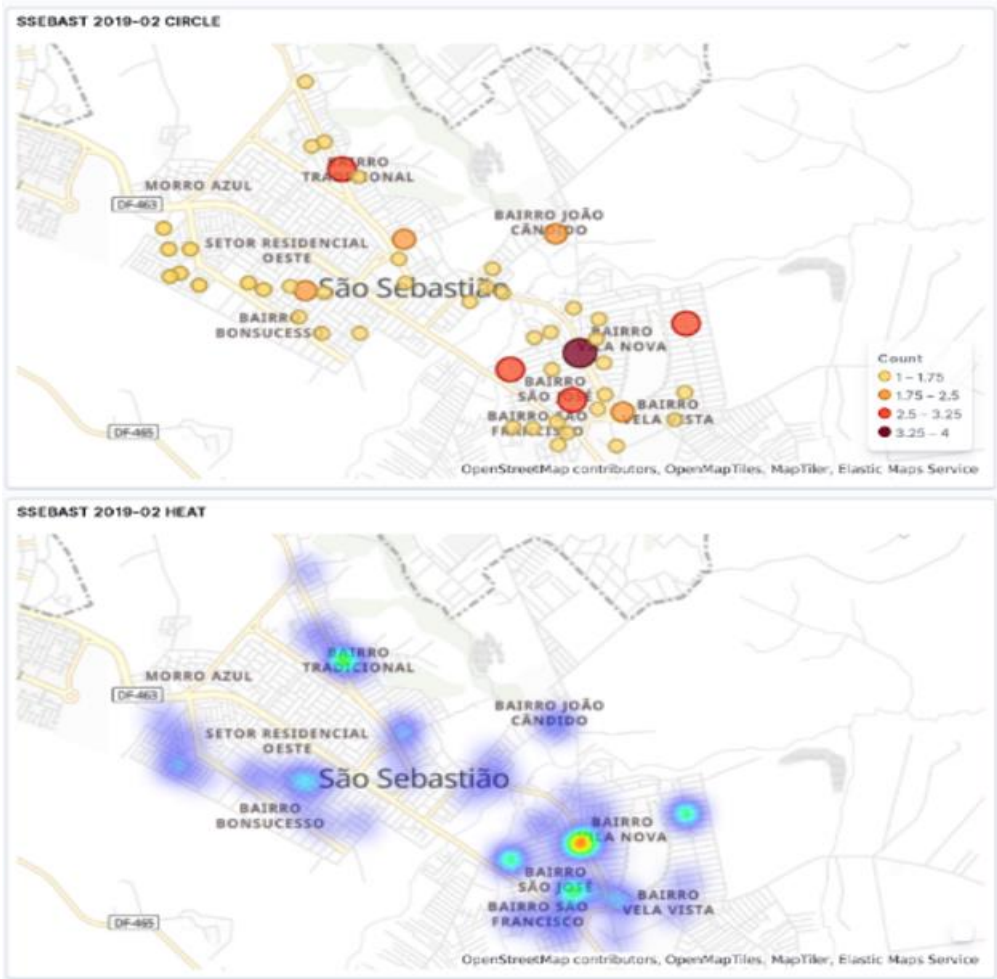 SSEBAST 2019-02 CIRCLE
BAIRRO
TRADICIONAL
MORRO AZUL
DF-463
BAIRRO JOÃO
CÂNDIDO
SETOR RESIDENCIAL
OESTE
São Sebastião
BAIRRO
BONSUCESSO
BAIRRO
VILA NOVA
BAIRRO
SÃO JOSÉ
BAIRRO SÃO
FRANCISCO
BAIRRO
VELA VISTA
DF-465
Count
1 – 1.75
1.75 – 2.5
2.5 – 3.25
3.25 – 4
OpenStreetMap contributors, OpenMapTiles, MapTiler, Elastic Maps Service
SSEBAST 2019-02 HEAT
BAIRRO
TRADICIONAL
MORRO AZUL
DF-463
BAIRRO JOÃO
CÂNDIDO
SETOR RESIDENCIAL
OESTE
São Sebastião
BAIRRO
BONSUCESSO
BAIRRO
VILA NOVA
BAIRRO
SÃO JOSÉ
BAIRRO SÃO
FRANCISCO
BAIRRO
VELA VISTA
DF-465
OpenStreetMap contributors, OpenMapTiles, MapTiler, Elastic Maps Service